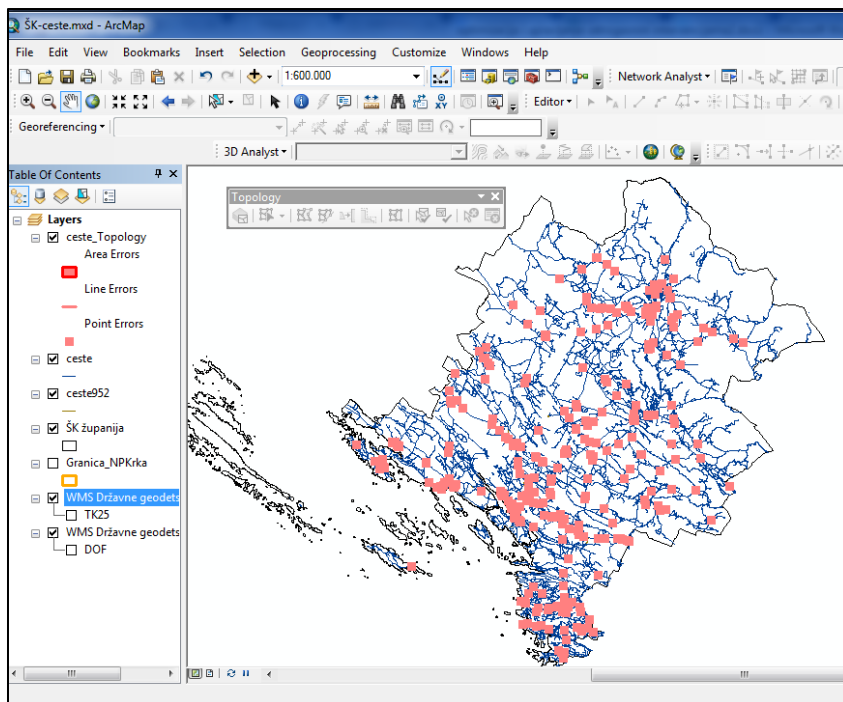 ŠK-ceste.mxd - ArcMap
File Edit View Bookmarks Insert Selection Geoprocessing Customize Windows Help
1:600.000 Network Analyst
Editor
Georeferencing
3D Analyst
Table Of Contents
Topology
Layers
ceste_Topology
Area Errors
Line Errors
Point Errors
ceste
ceste952
ŠK županija
Granica_NPKrka
WMS Državne geodets
TK25
WMS Državne geodets
DOF